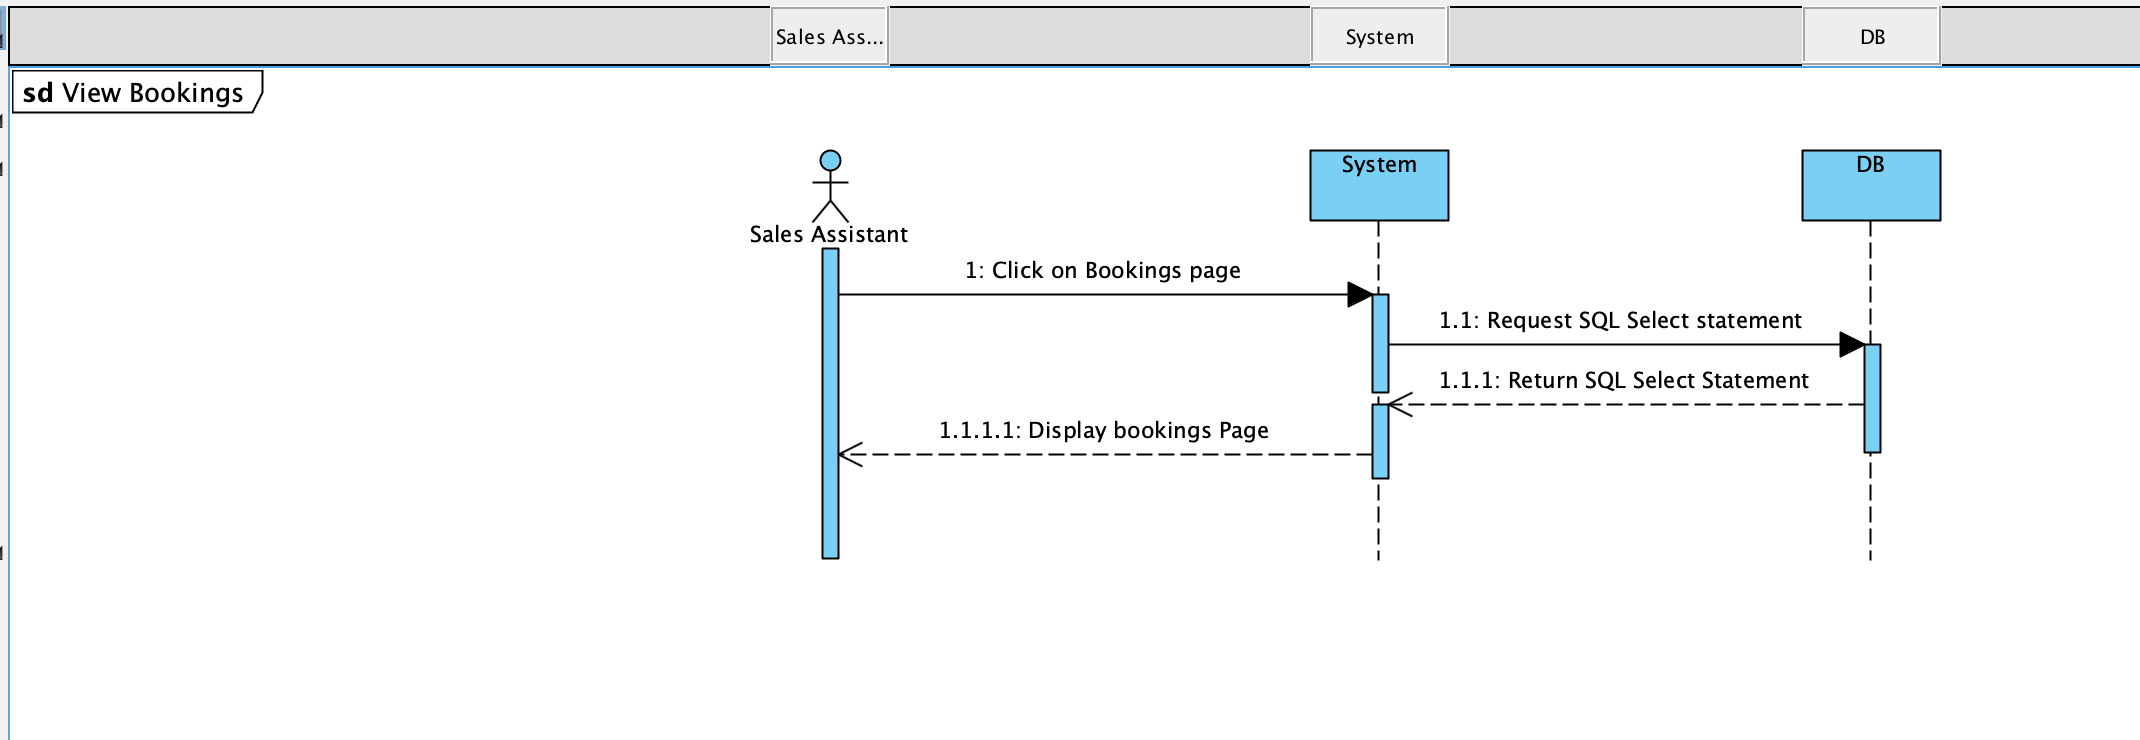 Sales Ass...
System
DB
sd View Bookings
System
DB
Sales Assistant
1: Click on Bookings page
1.1: Request SQL Select statement
1.1.1: Return SQL Select Statement
1.1.1.1: Display bookings Page